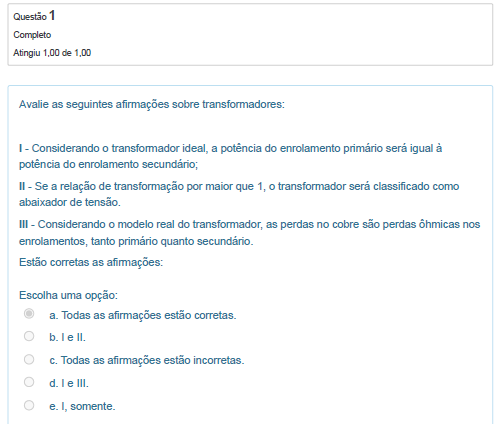 Questão 1
Completo
Atingiu 1,00 de 1,00
Avalie as seguintes afirmações sobre transformadores:
I - Considerando o transformador ideal, a potência do enrolamento primário será igual à
potência do enrolamento secundário;
II - Se a relação de transformação por maior que 1, o transformador será classificado como
abaixador de tensão.
III - Considerando o modelo real do transformador, as perdas no cobre são perdas ôhmicas nos
enrolamentos, tanto primário quanto secundário.
Estão corretas as afirmações:
Escolha uma opção:
a. Todas as afirmações estão corretas.
b. I e II.
c. Todas as afirmações estão incorretas.
d. I e III.
e. I, somente.